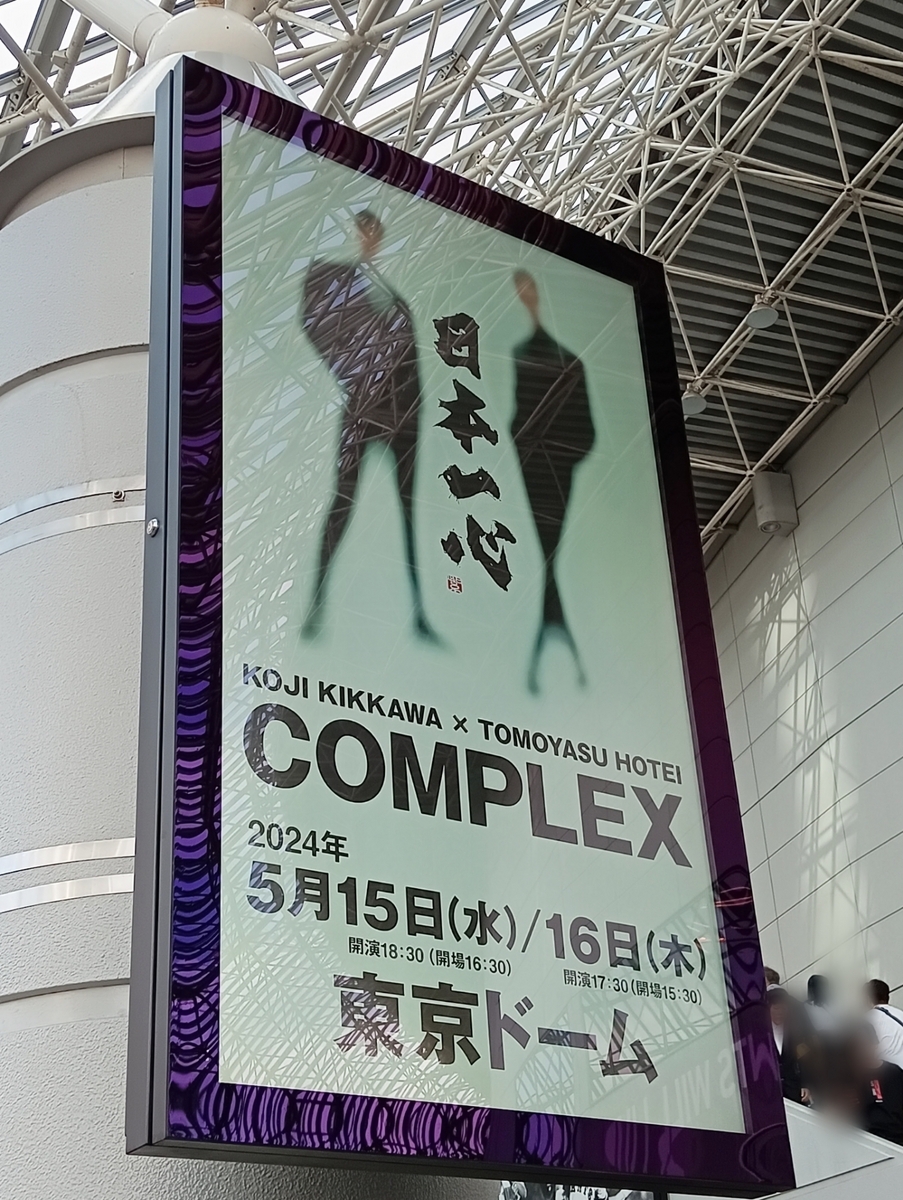 日本一心
KOJI KIKKAWA × TOMOYASU HOTEI
COMPLEX
2024年
5月15日(水)/16日(木)
開演18:30(開場16:30)
開演17:30(開場15:30)
東京ドーム